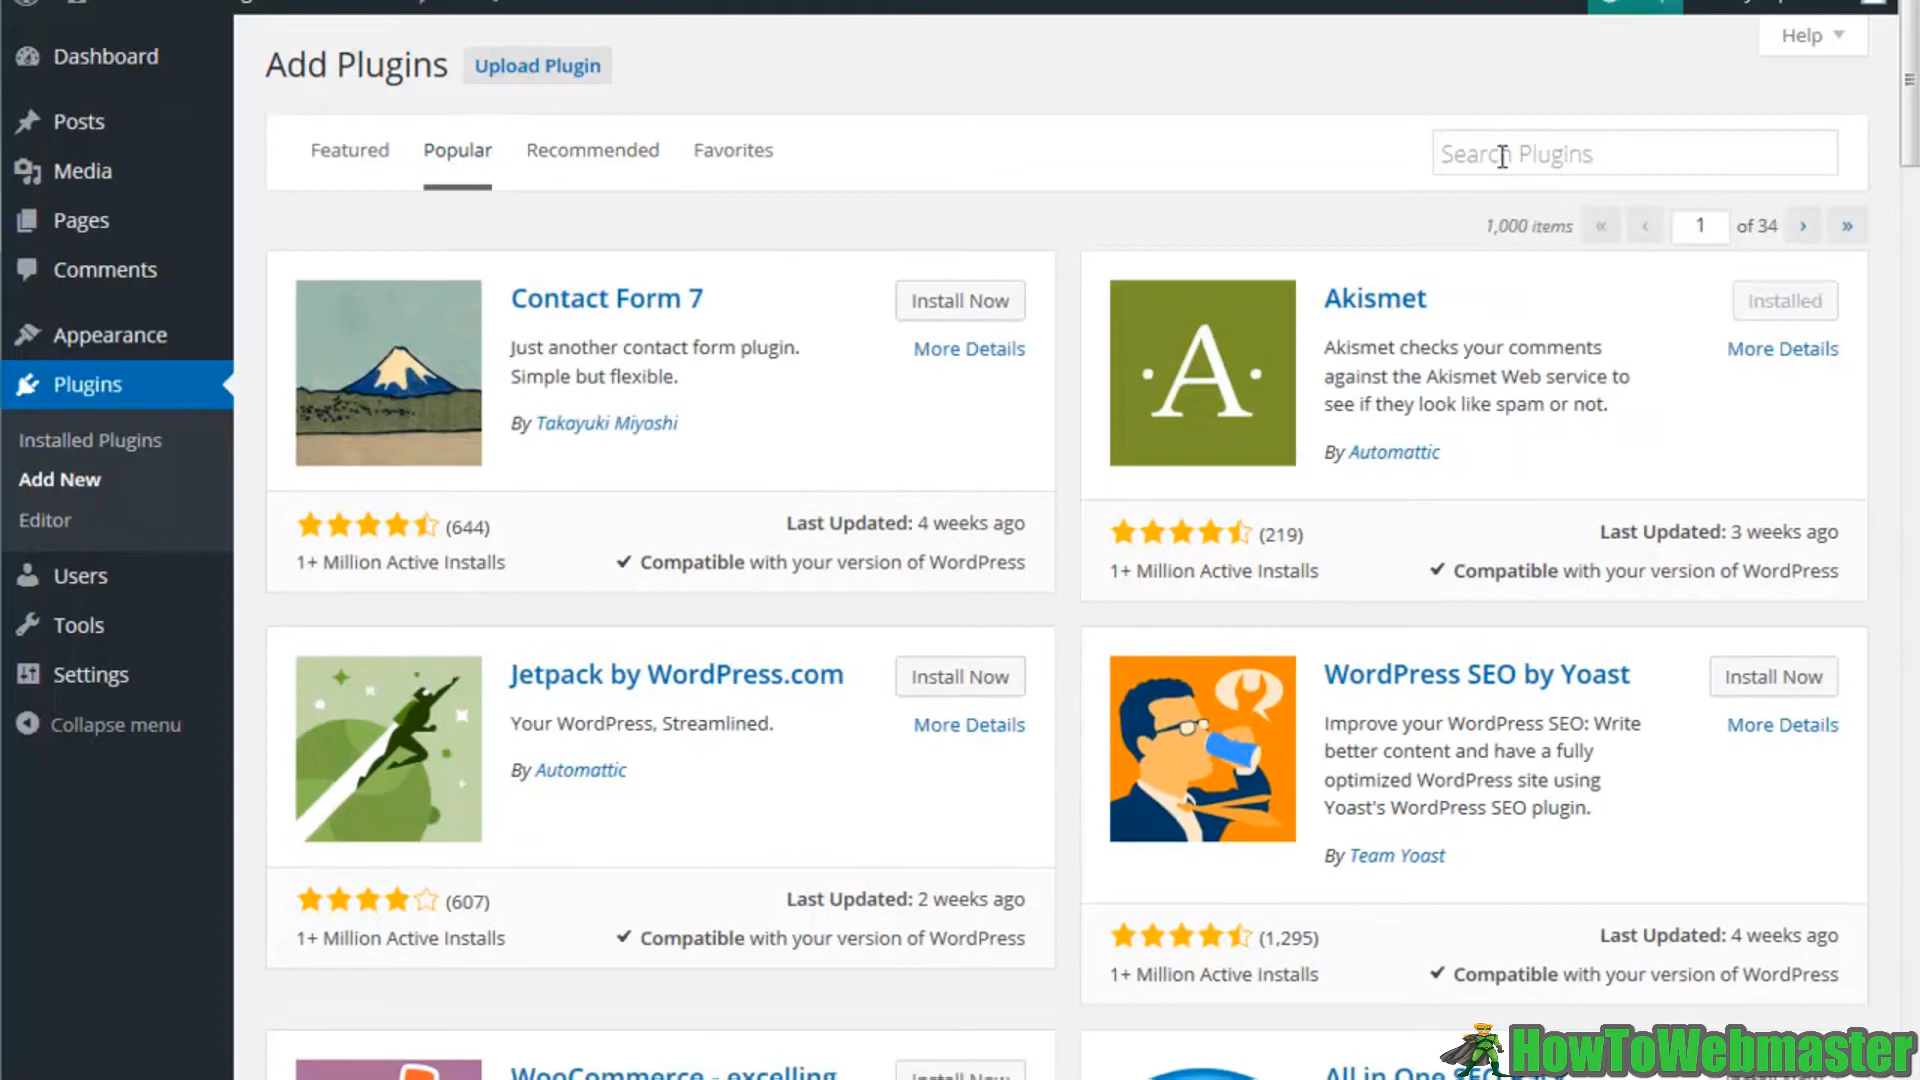 Help
Dashboard
Add Plugins Upload Plugin
Posts
Media
Pages
Comments
Appearance
Plugins
Installed Plugins
Add New
Editor
Users
Tools
Settings
Collapse menu
Featured Popular Recommended Favorites
Search Plugins
1,000 items « ‹ 1 of 34 › »
Contact Form 7
Install Now
More Details
Just another contact form plugin.
Simple but flexible.
By Takayuki Miyoshi
(644)
Last Updated: 4 weeks ago
1+ Million Active Installs
✔ Compatible with your version of WordPress
A
Akismet
Installed
More Details
Akismet checks your comments
against the Akismet Web service to
see if they look like spam or not.
By Automattic
(219)
Last Updated: 3 weeks ago
1+ Million Active Installs
✔ Compatible with your version of WordPress
Jetpack by WordPress.com
Install Now
More Details
Your WordPress, Streamlined.
By Automattic
(607)
Last Updated: 2 weeks ago
1+ Million Active Installs
✔ Compatible with your version of WordPress
WordPress SEO by Yoast
Install Now
More Details
Improve your WordPress SEO: Write
better content and have a fully
optimized WordPress site using
Yoast's WordPress SEO plugin.
By Team Yoast
(1,295)
Last Updated: 4 weeks ago
1+ Million Active Installs
✔ Compatible with your version of WordPress
WooCommerce - excelling
Install Now
All in One SEO Pack
HowToWebmaster